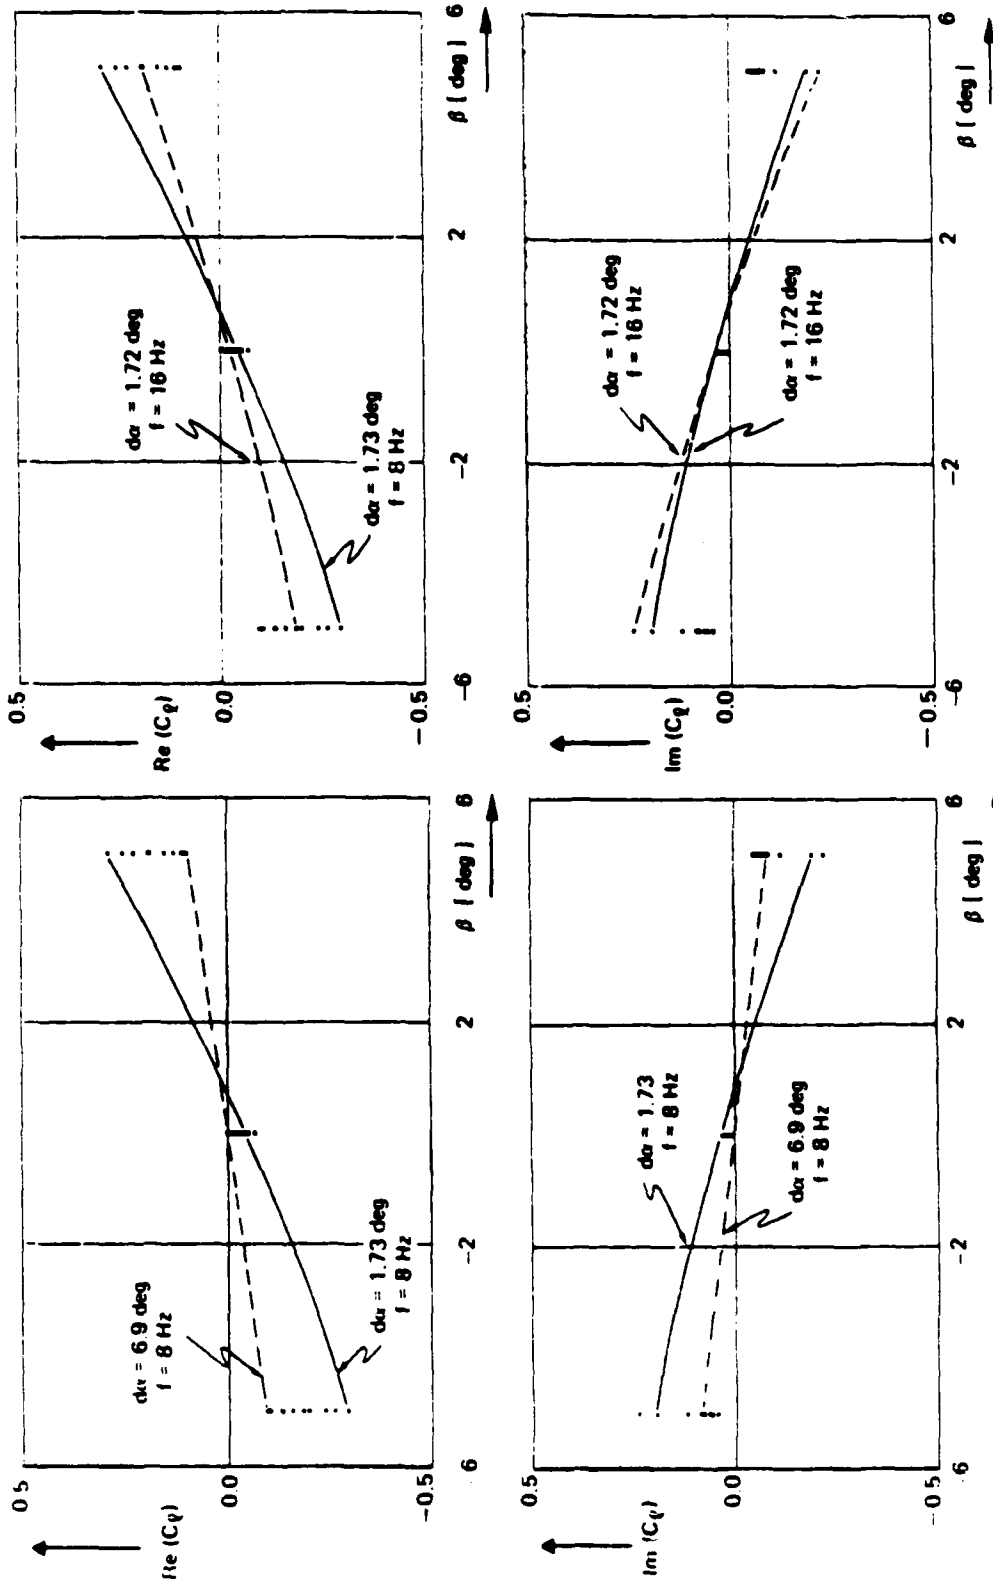 0.5
Re (Cℓ)
0.0
−0.5
dα = 6.9 deg
f = 8 Hz
dα = 1.73 deg
f = 8 Hz
6
−2
2
6
β [ deg ]
0.5
Re (Cℓ)
0.0
−0.5
dα = 1.72 deg
f = 16 Hz
dα = 1.73 deg
f = 8 Hz
−6
−2
2
6
β [ deg ]
0.5
Im (Cℓ)
0.0
−0.5
dα = 1.73
f = 8 Hz
dα = 6.9 deg
f = 8 Hz
6
−2
2
6
β [ deg ]
0.5
Im (Cℓ)
0.0
−0.5
dα = 1.72 deg
f = 16 Hz
dα = 1.72 deg
f = 16 Hz
−6
−2
2
6
β [ deg ]